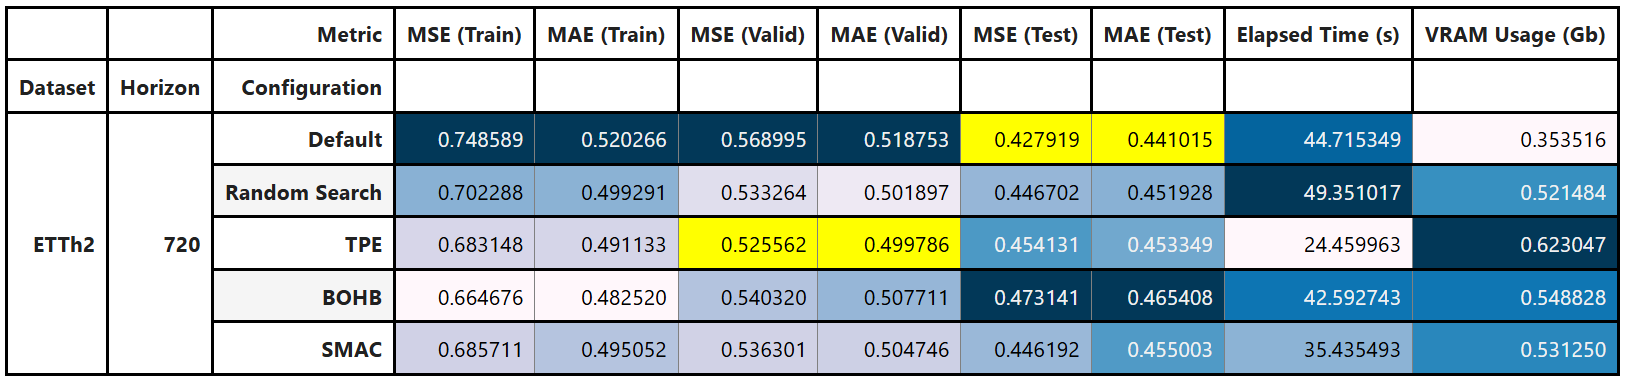 Metric MSE (Train) MAE (Train) MSE (Valid) MAE (Valid) MSE (Test) MAE (Test) Elapsed Time (s) VRAM Usage (Gb)
Dataset Horizon Configuration
Default 0.748589 0.520266 0.568995 0.518753 0.427919 0.441015 44.715349 0.353516
Random Search 0.702288 0.499291 0.533264 0.501897 0.446702 0.451928 49.351017 0.521484
ETTh2 720 TPE 0.683148 0.491133 0.525562 0.499786 0.454131 0.453349 24.459963 0.623047
BOHB 0.664676 0.482520 0.540320 0.507711 0.473141 0.465408 42.592743 0.548828
SMAC 0.685711 0.495052 0.536301 0.504746 0.446192 0.455003 35.435493 0.531250